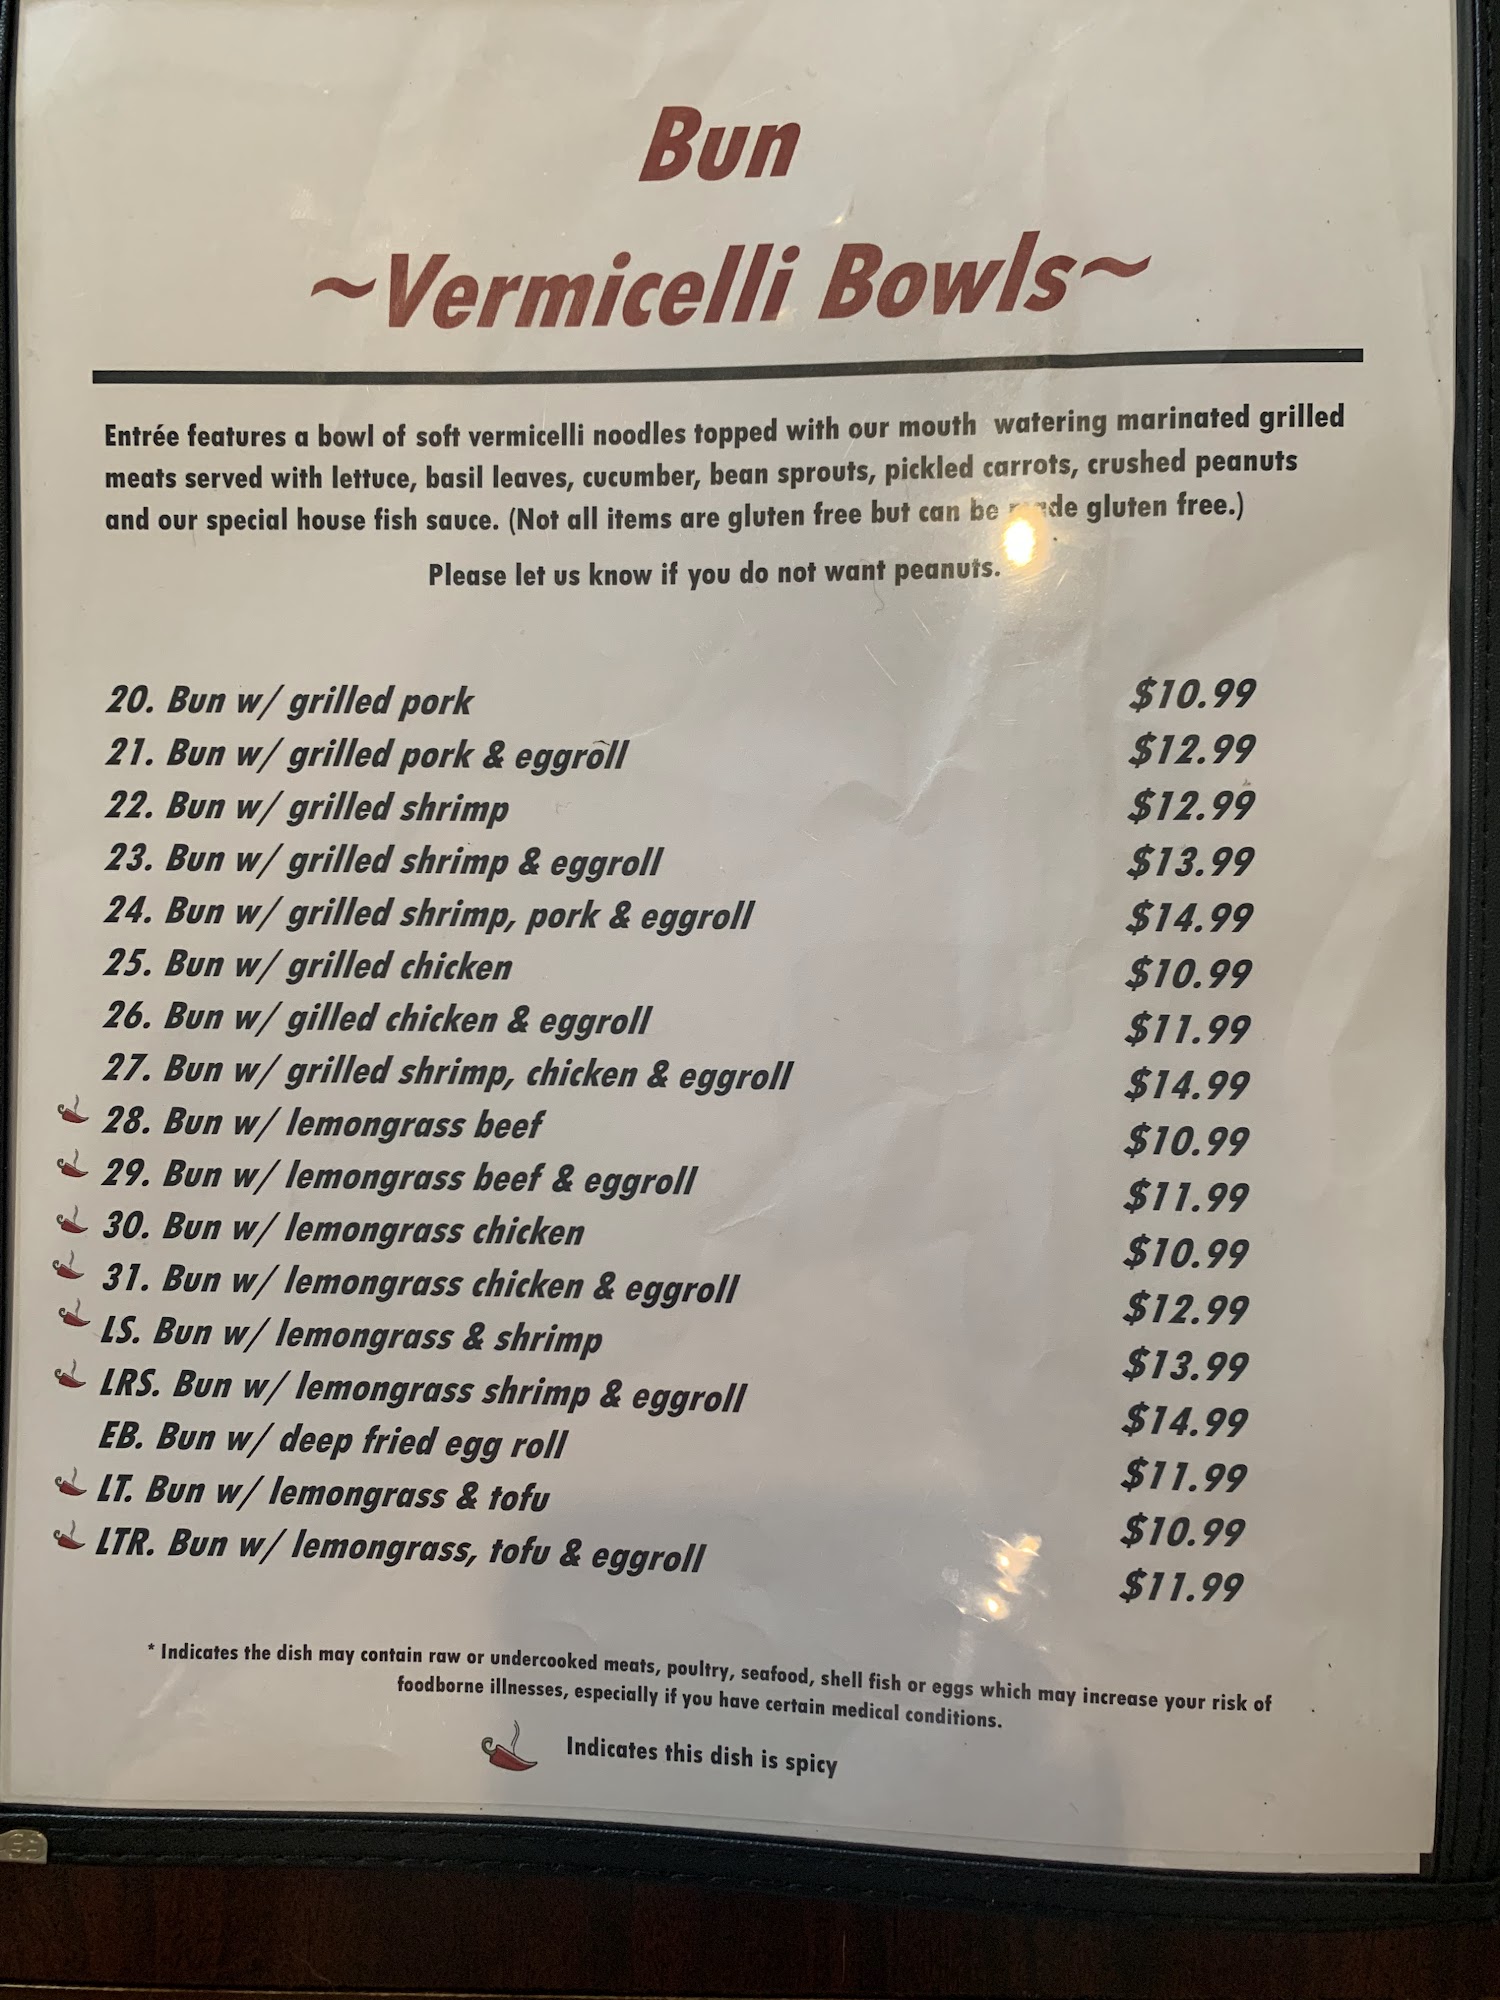 Bun
~Vermicelli Bowls~
Entrée features a bowl of soft vermicelli noodles topped with our mouth watering marinated grilled
meats served with lettuce, basil leaves, cucumber, bean sprouts, pickled carrots, crushed peanuts
and our special house fish sauce. (Not all items are gluten free but can be made gluten free.)
Please let us know if you do not want peanuts.
20. Bun w/ grilled pork $10.99
21. Bun w/ grilled pork & eggroll $12.99
22. Bun w/ grilled shrimp $12.99
23. Bun w/ grilled shrimp & eggroll $13.99
24. Bun w/ grilled shrimp, pork & eggroll $14.99
25. Bun w/ grilled chicken $10.99
26. Bun w/ gilled chicken & eggroll $11.99
27. Bun w/ grilled shrimp, chicken & eggroll $14.99
28. Bun w/ lemongrass beef $10.99
29. Bun w/ lemongrass beef & eggroll $11.99
30. Bun w/ lemongrass chicken $10.99
31. Bun w/ lemongrass chicken & eggroll $12.99
LS. Bun w/ lemongrass & shrimp $13.99
LRS. Bun w/ lemongrass shrimp & eggroll $14.99
EB. Bun w/ deep fried egg roll $11.99
LT. Bun w/ lemongrass & tofu $10.99
LTR. Bun w/ lemongrass, tofu & eggroll $11.99
* Indicates the dish may contain raw or undercooked meats, poultry, seafood, shell fish or eggs which may increase your risk of
foodborne illnesses, especially if you have certain medical conditions.
Indicates this dish is spicy